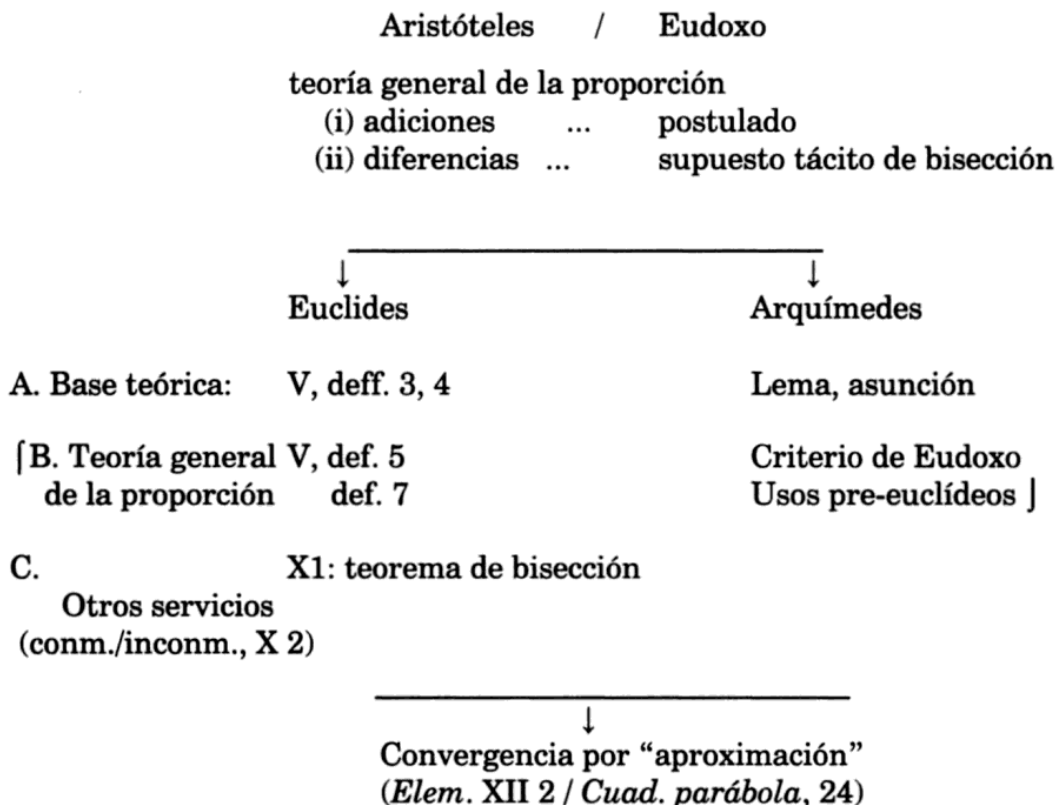 Aristóteles / Eudoxo
teoría general de la proporción
(i) adiciones ... postulado
(ii) diferencias ... supuesto tácito de bisección
↓ ↓
Euclides Arquímedes
A. Base teórica: V, deff. 3, 4 Lema, asunción
⌈B. Teoría general V, def. 5 Criterio de Eudoxo
de la proporción def. 7 Usos pre-euclídeos ⌋
C. X1: teorema de bisección
Otros servicios
(conm./inconm., X 2)
↓
Convergencia por “aproximación”
(Elem. XII 2 / Cuad. parábola, 24)